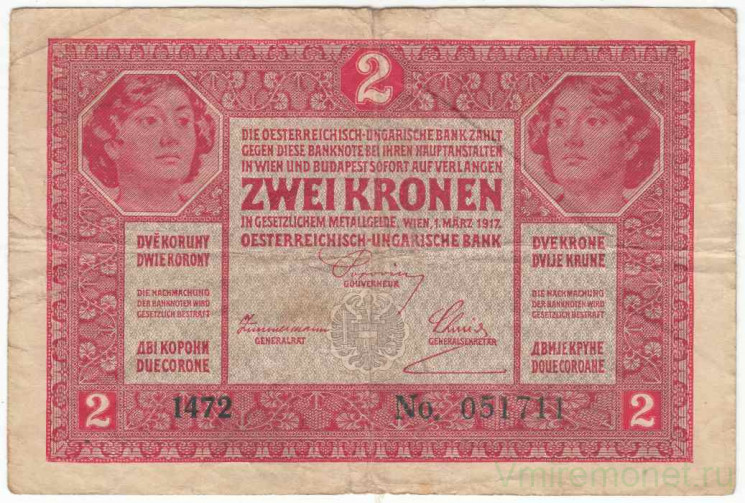 2
DIE OESTERREICHISCH-UNGARISCHE BANK ZAHLT
GEGEN DIESE BANKNOTE BEI IHREN HAUPTANSTALTEN
IN WIEN UND BUDAPEST SOFORT AUF VERLANGEN
ZWEI KRONEN
IN GESETZLICHEM METALLGELDE. WIEN, 1. MÄRZ 1917.
OESTERREICHISCH-UNGARISCHE BANK
DVĚ KORUNY
DWIE KORONY
DIE NACHMACHUNG
DER BANKNOTEN WIRD
GESETZLICH BESTRAFT
ДВІ КОРОНИ
DUE CORONE
Popovics
GOUVERNEUR
Zimmermann
GENERALRAT
GENERALSEKRETÄR
DVE KRONE
DVIJE KRUNE
DIE NACHMACHUNG
DER BANKNOTEN WIRD
GESETZLICH BESTRAFT
ДВИЈЕ КРУНЕ
DOUE COROANE
2
1472
No. 051711
2
Vmiremonet.ru